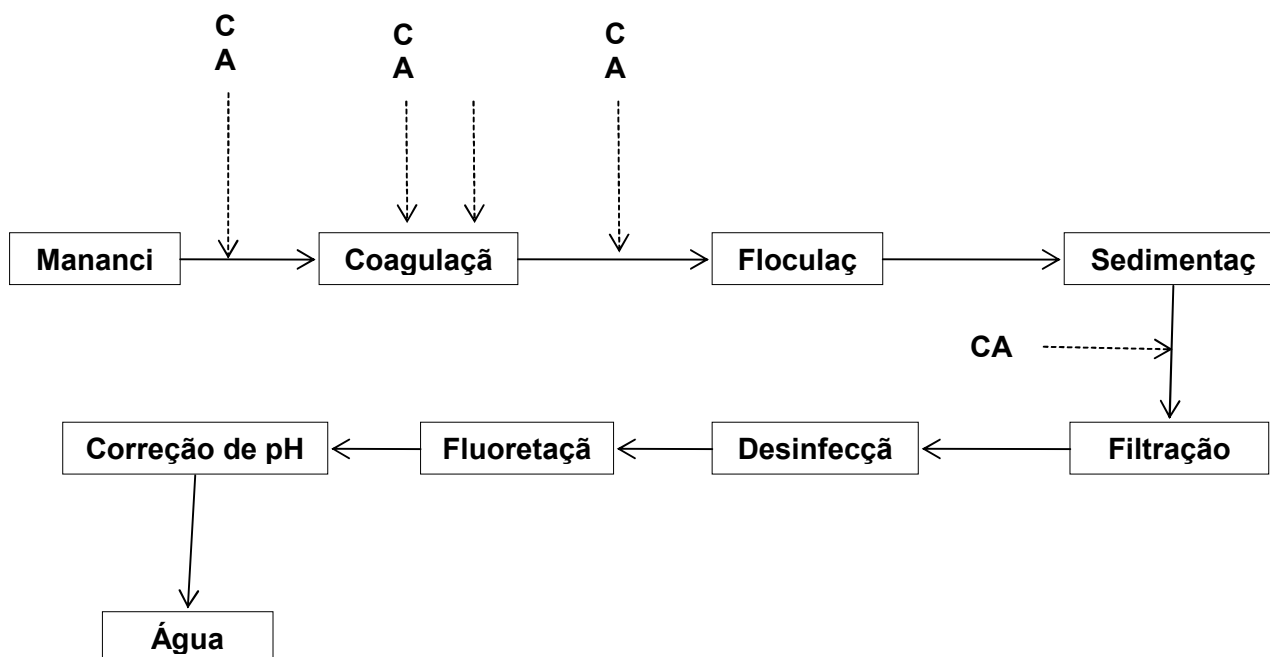 C
A
C
A
C
A
Mananci
Coagulaçã
Floculaç
Sedimentaç
CA
Correção de pH
Fluoretaçã
Desinfecçã
Filtração
Água